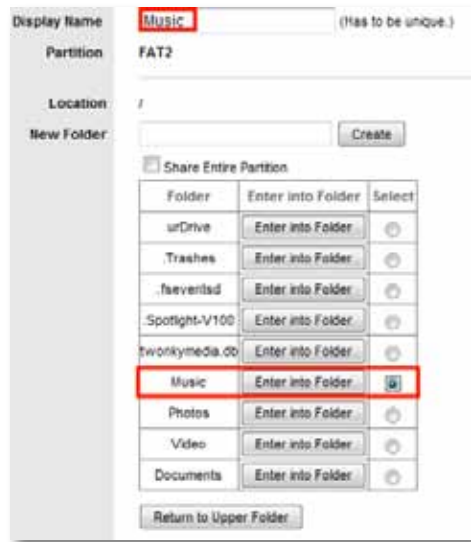 Display Name Music (Has to be unique.)
Partition FAT2
Location /
New Folder Create
Share Entire Partition
Folder Enter into Folder Select
urDrive Enter into Folder
.Trashes Enter into Folder
.fseventsd Enter into Folder
.Spotlight-V100 Enter into Folder
twonkymedia.db Enter into Folder
Music Enter into Folder
Photos Enter into Folder
Video Enter into Folder
Documents Enter into Folder
Return to Upper Folder